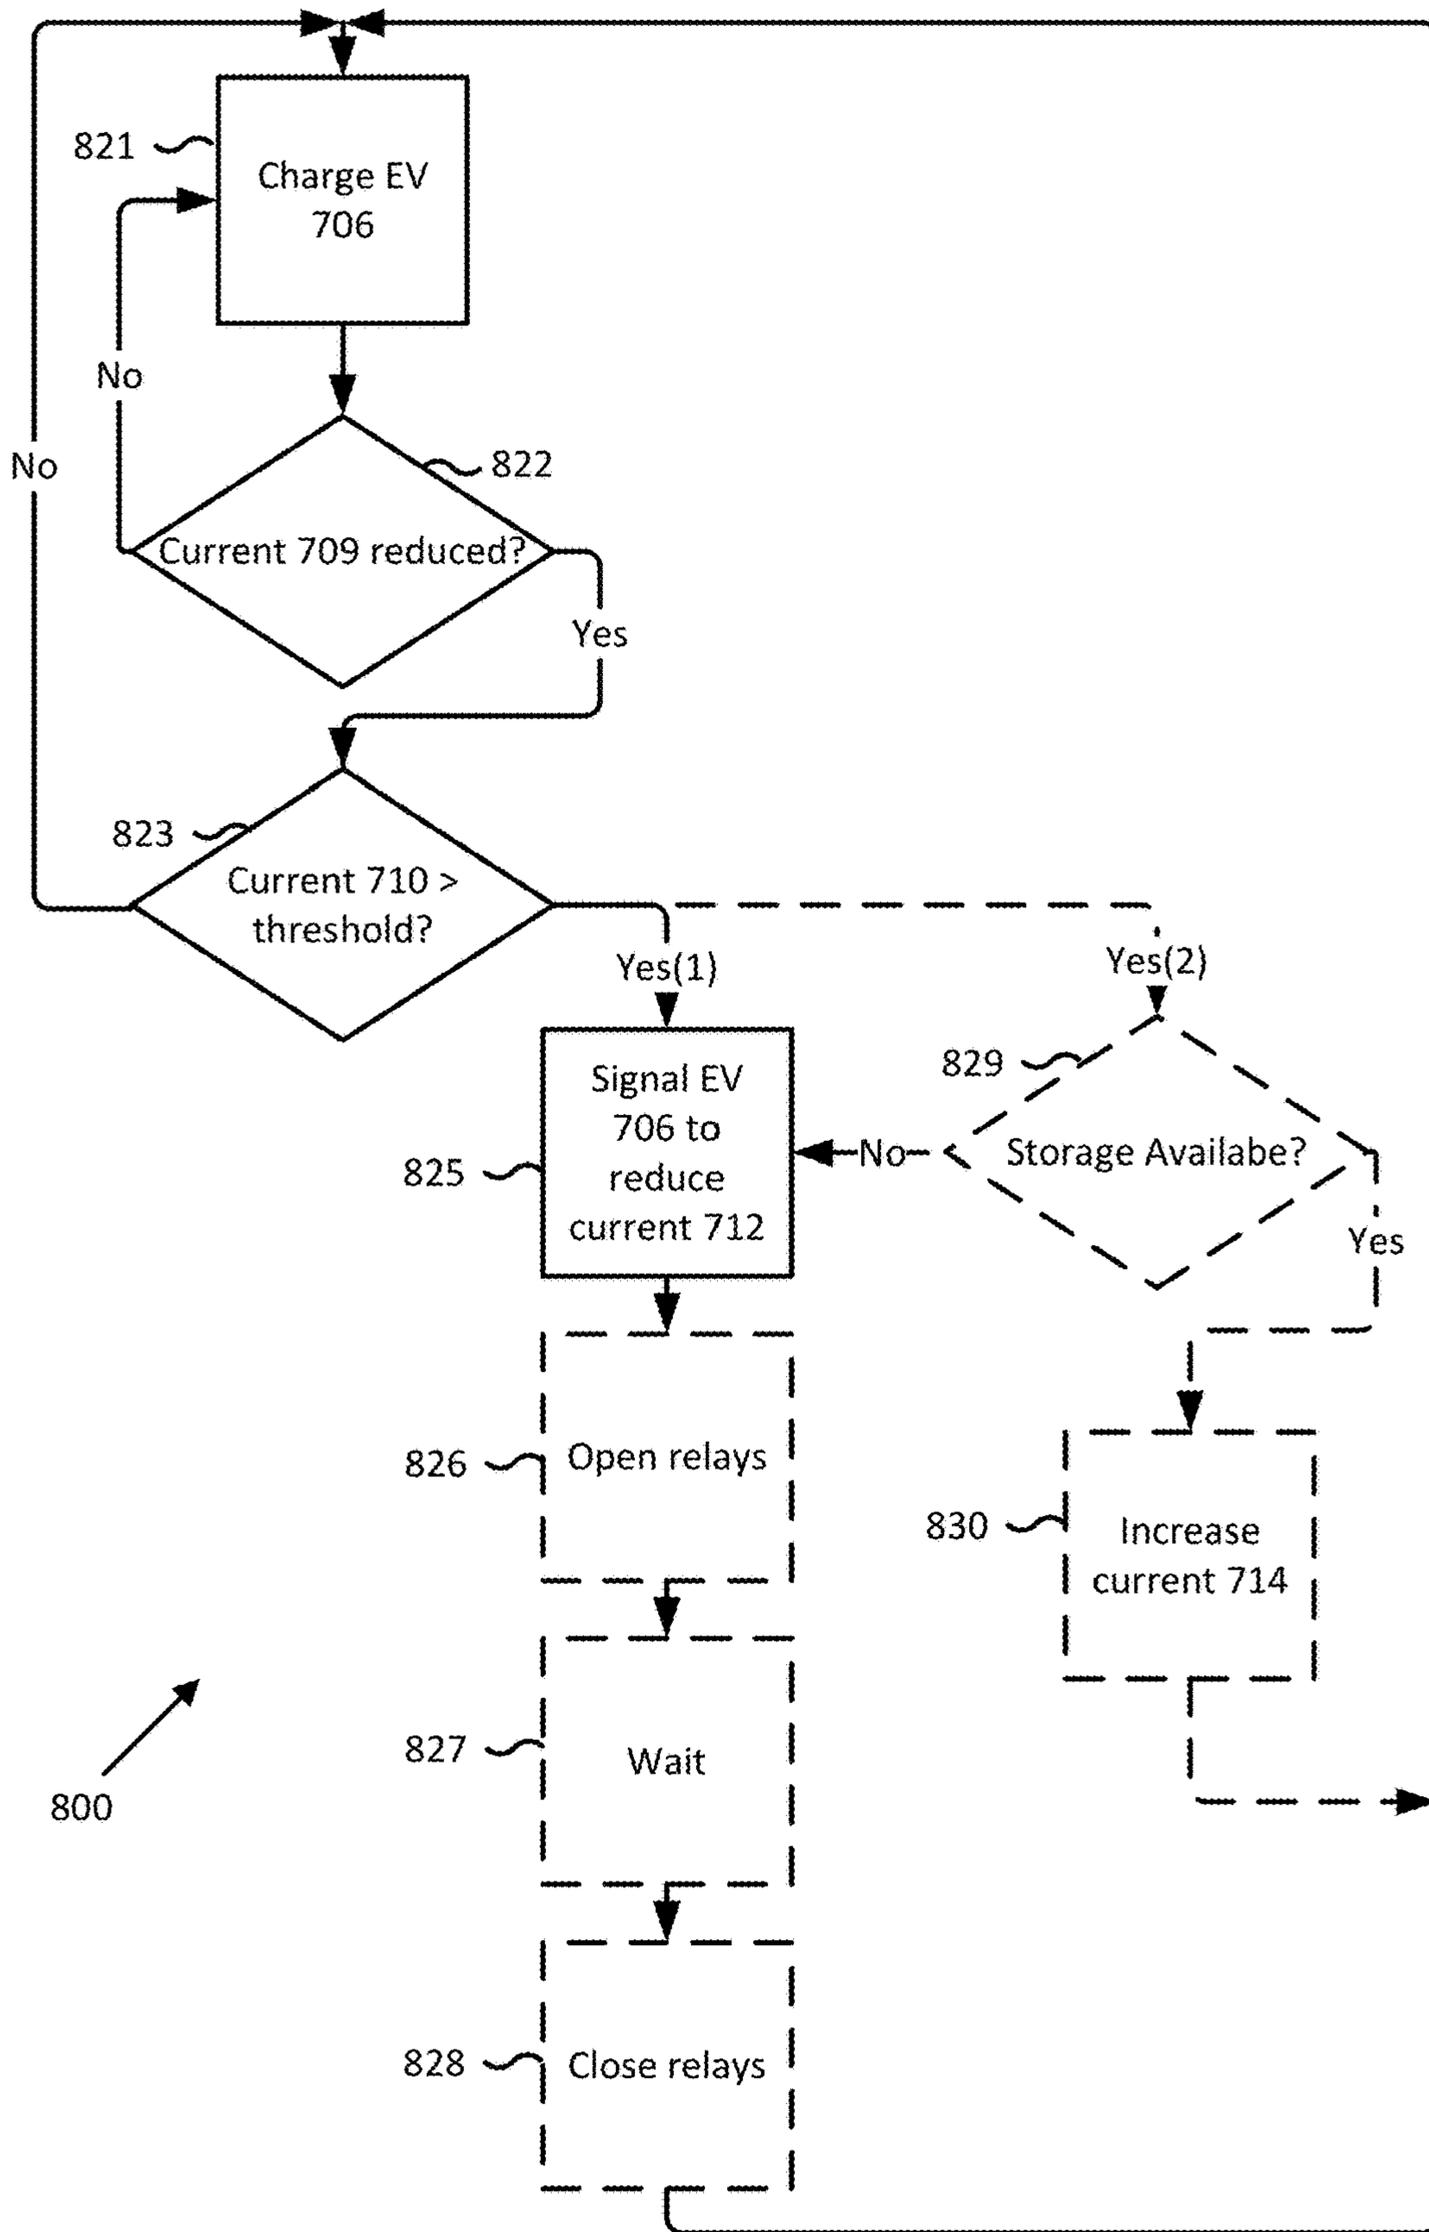 821
Charge EV
706
No
No
822
Current 709 reduced?
Yes
823
Current 710 >
threshold?
Yes(1)
Yes(2)
829
Signal EV
706 to
reduce
current 712
825
No
Storage Availabe?
Yes
826
Open relays
830
Increase
current 714
827
Wait
800
828
Close relays